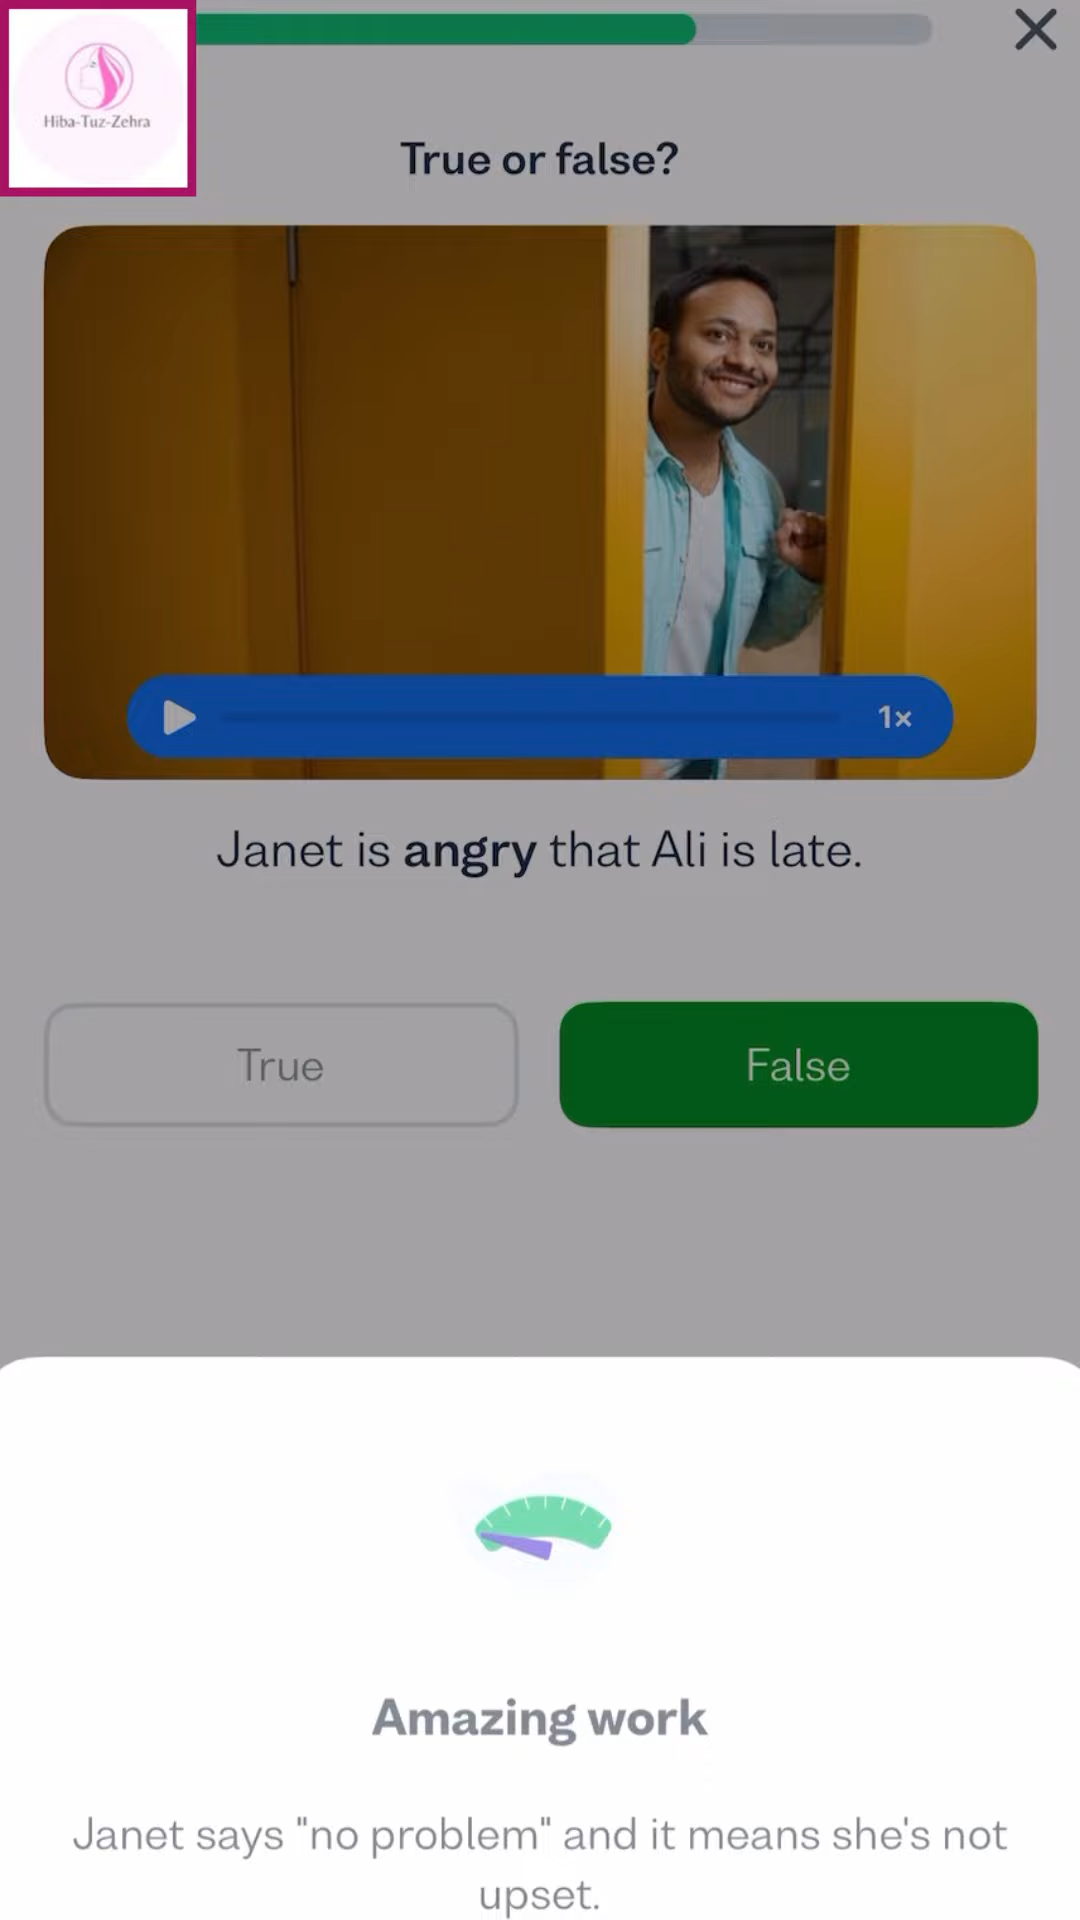 Hiba-Tuz-Zehra
True or false?
1×
Janet is angry that Ali is late.
True
False
Amazing work
Janet says "no problem" and it means she's not
upset.